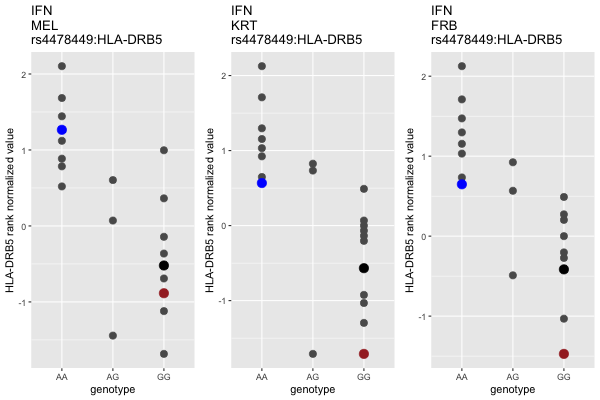 IFN
MEL
rs4478449:HLA-DRB5
HLA-DRB5 rank normalized value
2
1
0
-1
AA
AG
GG
genotype
IFN
KRT
rs4478449:HLA-DRB5
HLA-DRB5 rank normalized value
2
1
0
-1
AA
AG
GG
genotype
IFN
FRB
rs4478449:HLA-DRB5
HLA-DRB5 rank normalized value
2
1
0
-1
AA
AG
GG
genotype